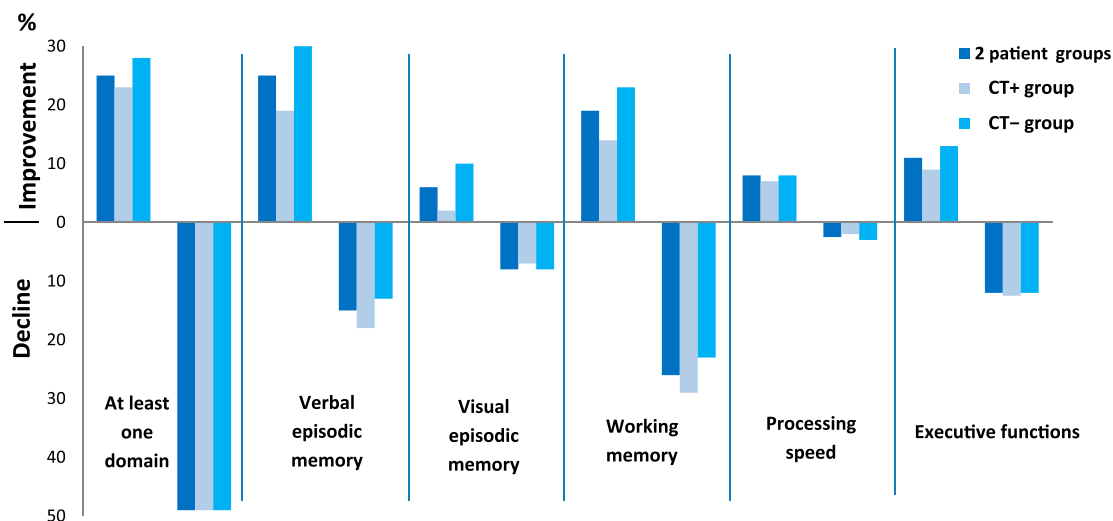 %
30
20
10
0
10
20
30
40
50
Improvement
Decline
2 patient groups
CT+ group
CT– group
At least
one
domain
Verbal
episodic
memory
Visual
episodic
memory
Working
memory
Processing
speed
Executive functions